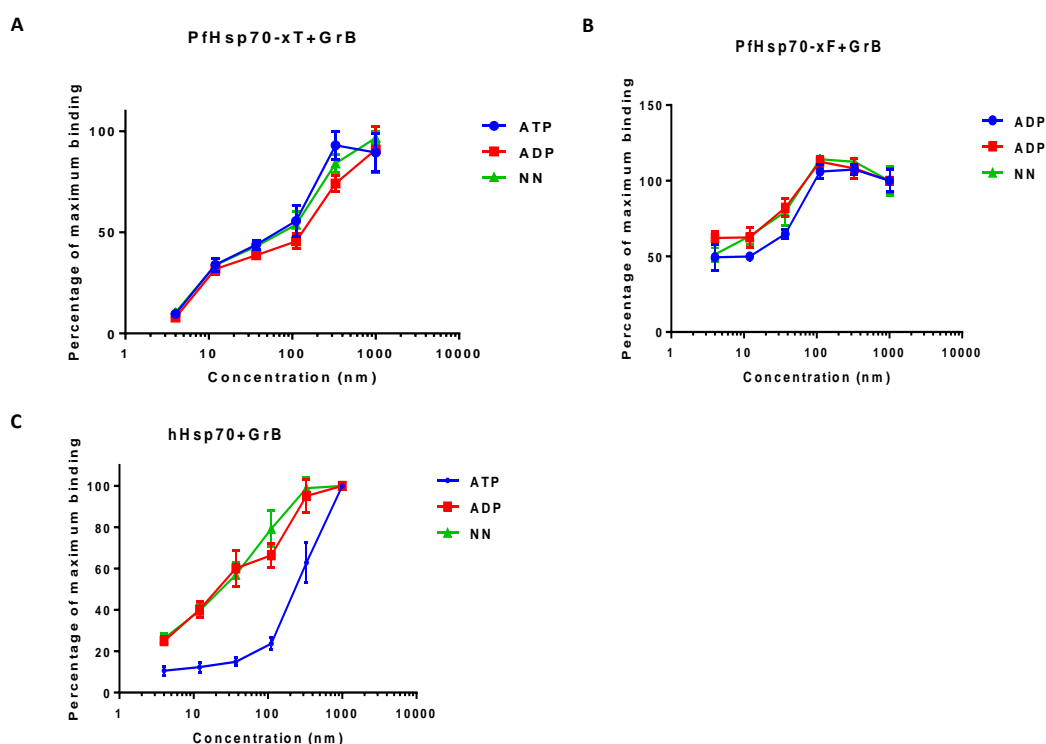 A
PfHsp70-xT+GrB
Percentage of maximum binding
100
50
0
1
10
100
1000
10000
Concentration (nm)
ATP
ADP
NN
B
PfHsp70-xF+GrB
Percentage of maximum binding
150
100
50
0
1
10
100
1000
10000
Concentration (nm)
ADP
ADP
NN
C
hHsp70+GrB
Percentage of maximum binding
100
80
60
40
20
0
1
10
100
1000
10000
Concentration (nm)
ATP
ADP
NN